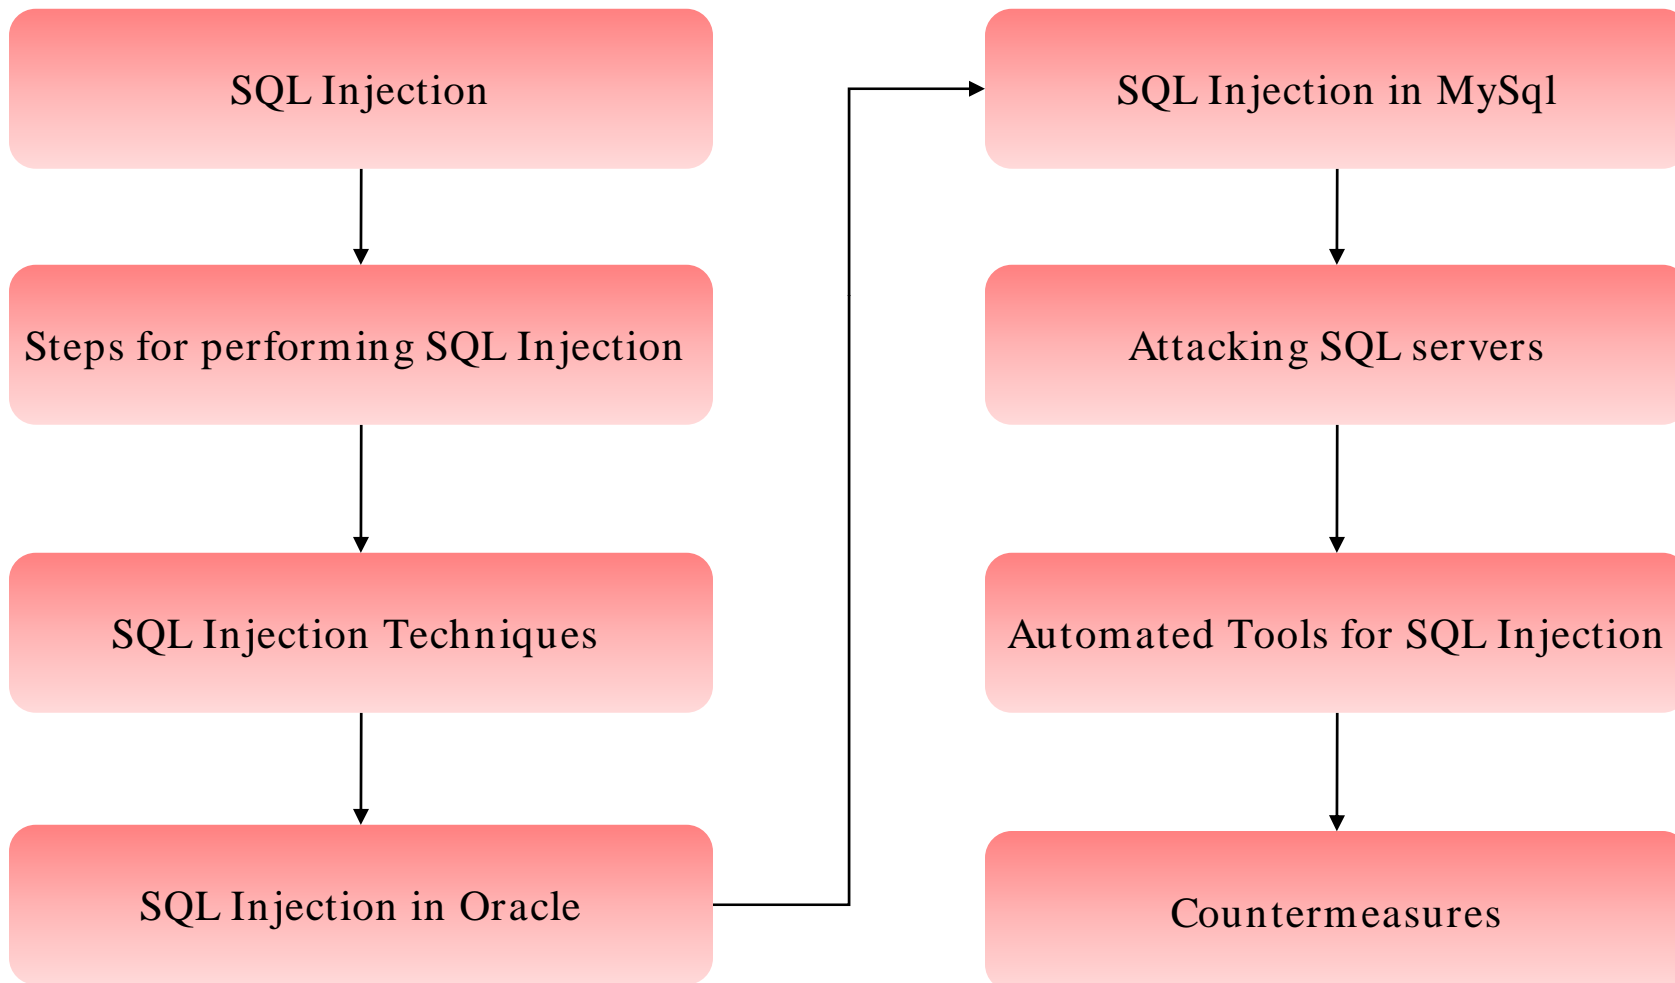 SQL Injection
Steps for performing SQL Injection
SQL Injection Techniques
SQL Injection in Oracle
SQL Injection in MySql
Attacking SQL servers
Automated Tools for SQL Injection
Countermeasures